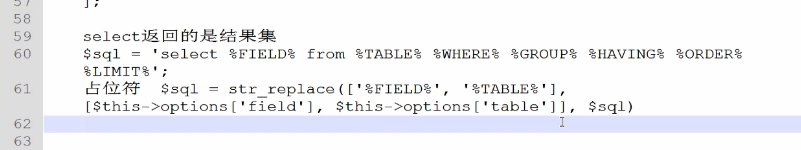 57 ];
58
59 select返回的是结果集
60 $sql = 'select %FIELD% from %TABLE% %WHERE% %GROUP% %HAVING% %ORDER%
%LIMIT%';
61 占位符 $sql = str_replace(['%FIELD%', '%TABLE%'],
[$this->options['field'], $this->options['table']], $sql)
62
63